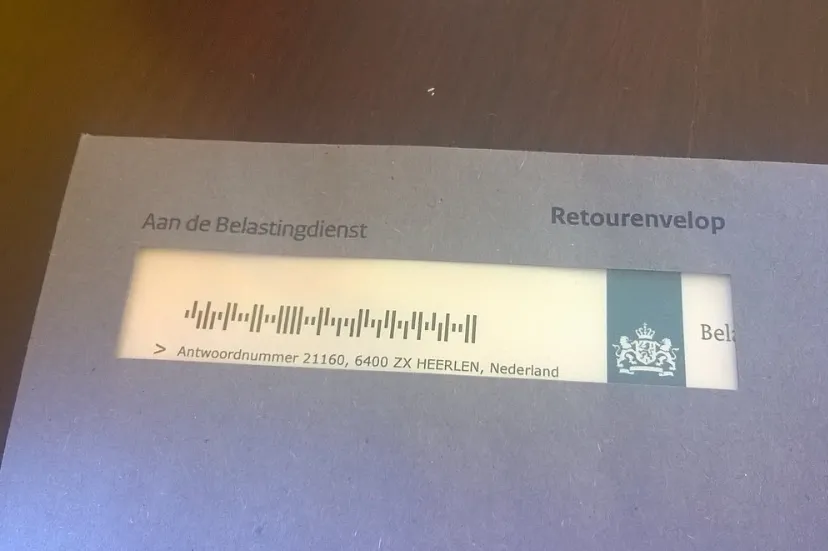 Aan de Belastingdienst
Retourenvelop
> Antwoordnummer 21160, 6400 ZX HEERLEN, Nederland
Bela